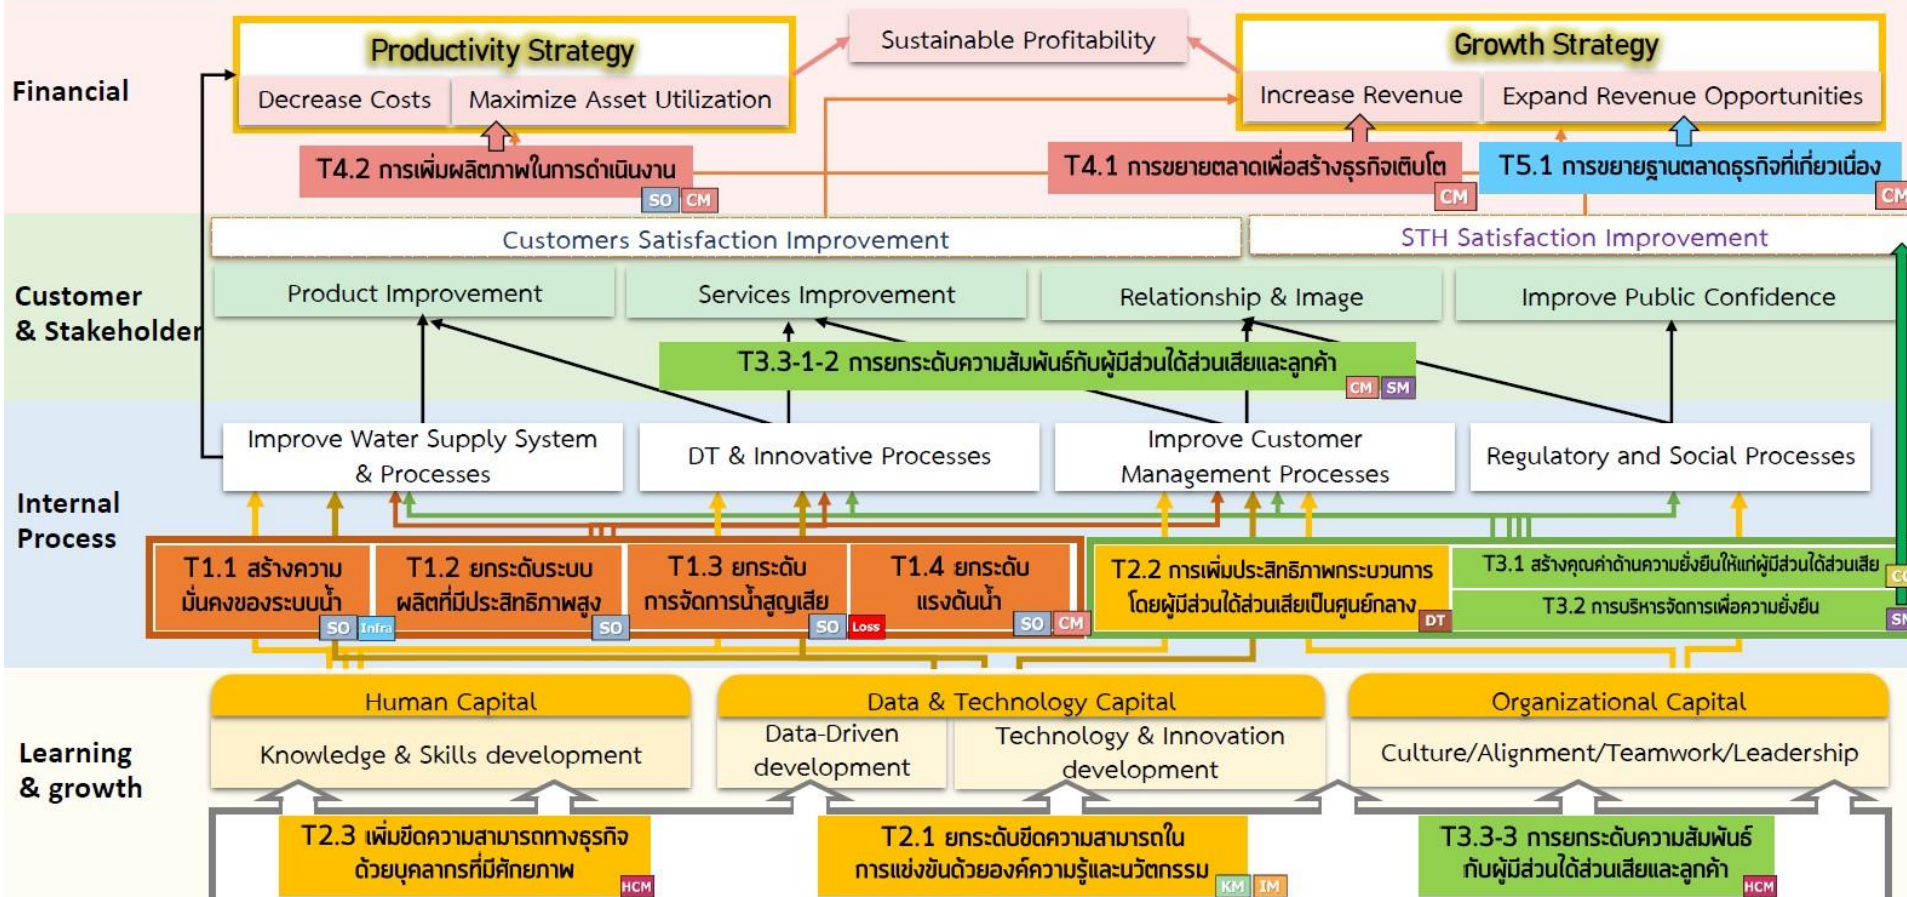 Productivity Strategy
Sustainable Profitability
Growth Strategy
Financial
Decrease Costs
Maximize Asset Utilization
Increase Revenue
Expand Revenue Opportunities
T4.2 การเพิ่มผลิตภาพในการดำเนินงาน
SO CM
T4.1 การขยายตลาดเพื่อสร้างธุรกิจเติบโต
CM
T5.1 การขยายฐานตลาดธุรกิจที่เกี่ยวเนื่อง
CM
Customers Satisfaction Improvement
STH Satisfaction Improvement
Customer
& Stakeholder
Product Improvement
Services Improvement
Relationship & Image
Improve Public Confidence
T3.3-1-2 การยกระดับความสัมพันธ์กับผู้มีส่วนได้ส่วนเสียและลูกค้า
CM SM
Internal
Process
Improve Water Supply System
& Processes
DT & Innovative Processes
Improve Customer
Management Processes
Regulatory and Social Processes
T1.1 สร้างความ
มั่นคงของระบบน้ำ
SO Infra
T1.2 ยกระดับระบบ
ผลิตที่มีประสิทธิภาพสูง
SO
T1.3 ยกระดับ
การจัดการน้ำสูญเสีย
SO Loss
T1.4 ยกระดับ
แรงดันน้ำ
SO CM
T2.2 การเพิ่มประสิทธิภาพกระบวนการ
โดยผู้มีส่วนได้ส่วนเสียเป็นศูนย์กลาง
DT
T3.1 สร้างคุณค่าด้านความยั่งยืนให้แก่ผู้มีส่วนได้ส่วนเสีย
CG
T3.2 การบริหารจัดการเพื่อความยั่งยืน
SM
Learning
& growth
Human Capital
Knowledge & Skills development
Data & Technology Capital
Data-Driven
development
Technology & Innovation
development
Organizational Capital
Culture/Alignment/Teamwork/Leadership
T2.3 เพิ่มขีดความสามารถทางธุรกิจ
ด้วยบุคลากรที่มีศักยภาพ
HCM
T2.1 ยกระดับขีดความสามารถใน
การแข่งขันด้วยองค์ความรู้และนวัตกรรม
KM IM
T3.3-3 การยกระดับความสัมพันธ์
กับผู้มีส่วนได้ส่วนเสียและลูกค้า
HCM